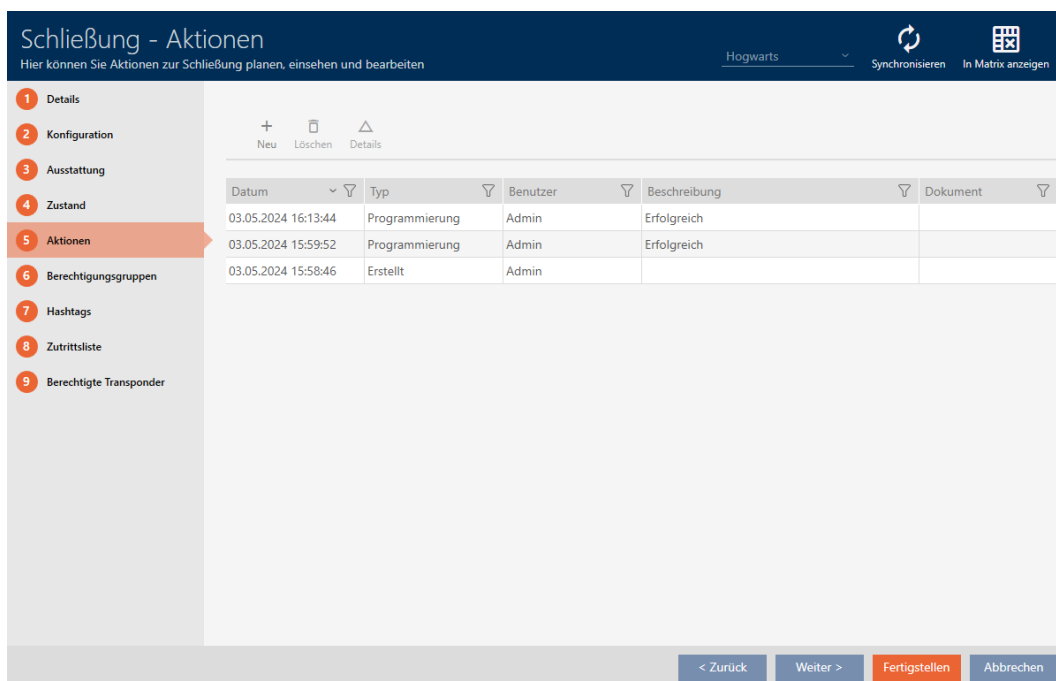 Schließung - Aktionen
Hier können Sie Aktionen zur Schließung planen, einsehen und bearbeiten
Hogwarts
Synchronisieren
In Matrix anzeigen
1 Details
2 Konfiguration
3 Ausstattung
4 Zustand
5 Aktionen
6 Berechtigungsgruppen
7 Hashtags
8 Zutrittsliste
9 Berechtigte Transponder
Neu Löschen Details
Datum Typ Benutzer Beschreibung Dokument
03.05.2024 16:13:44 Programmierung Admin Erfolgreich
03.05.2024 15:59:52 Programmierung Admin Erfolgreich
03.05.2024 15:58:46 Erstellt Admin
< Zurück Weiter > Fertigstellen Abbrechen